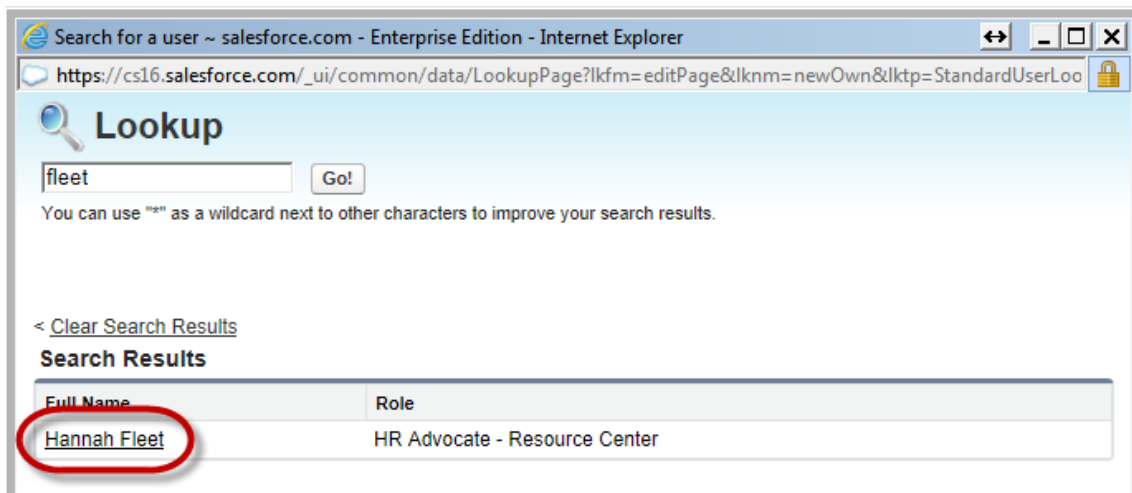 Search for a user ~ salesforce.com - Enterprise Edition - Internet Explorer
https://cs16.salesforce.com/_ui/common/data/LookupPage?lkfm=editPage&lknm=newOwn&lktp=StandardUserLoo
Lookup
fleet Go!
You can use "*" as a wildcard next to other characters to improve your search results.
< Clear Search Results
Search Results
Full Name Role
Hannah Fleet HR Advocate - Resource Center